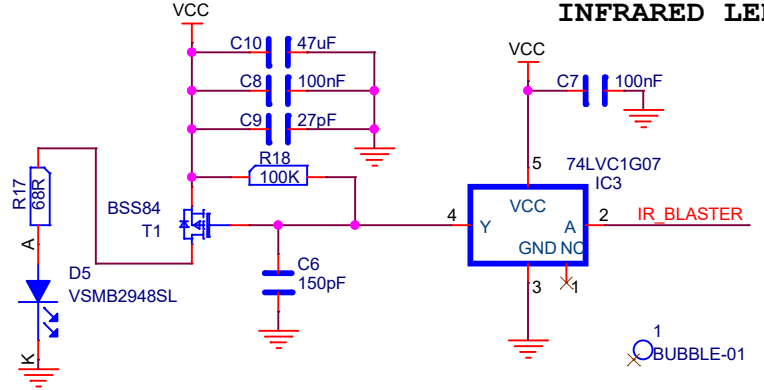 INFRARED LE
VCC
C10 47uF
C8 100nF
C9 27pF
R18
100K
R17
68R
BSS84
T1
A
D5
VSMB2948SL
K
C6
150pF
VCC
C7 100nF
5 74LVC1G07
IC3
VCC
4 Y A 2 IR_BLASTER
GND NC
3 1
1
BUBBLE-01